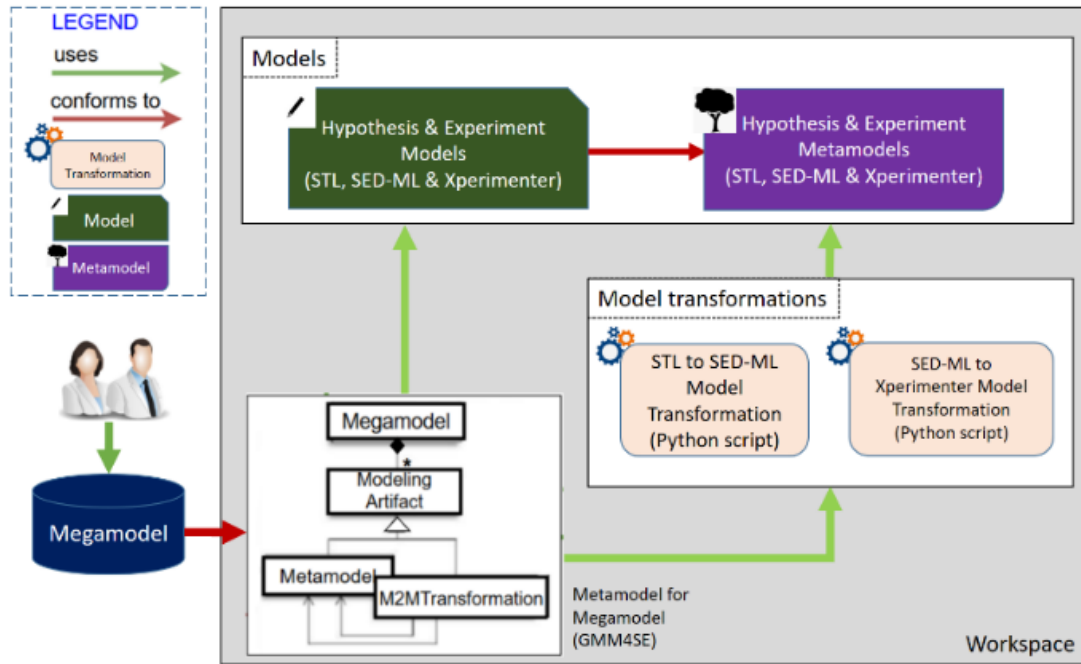 LEGEND
uses
conforms to
Model
Transformation
Model
Metamodel
Megamodel
Models
Hypothesis & Experiment
Models
(STL, SED-ML & Xperimenter)
Hypothesis & Experiment
Metamodels
(STL, SED-ML & Xperimenter)
Model transformations
STL to SED-ML
Model
Transformation
(Python script)
SED-ML to
Xperimenter Model
Transformation
(Python script)
Megamodel
*
Modeling
Artifact
Metamodel
M2MTransformation
Metamodel for
Megamodel
(GMM4SE)
Workspace